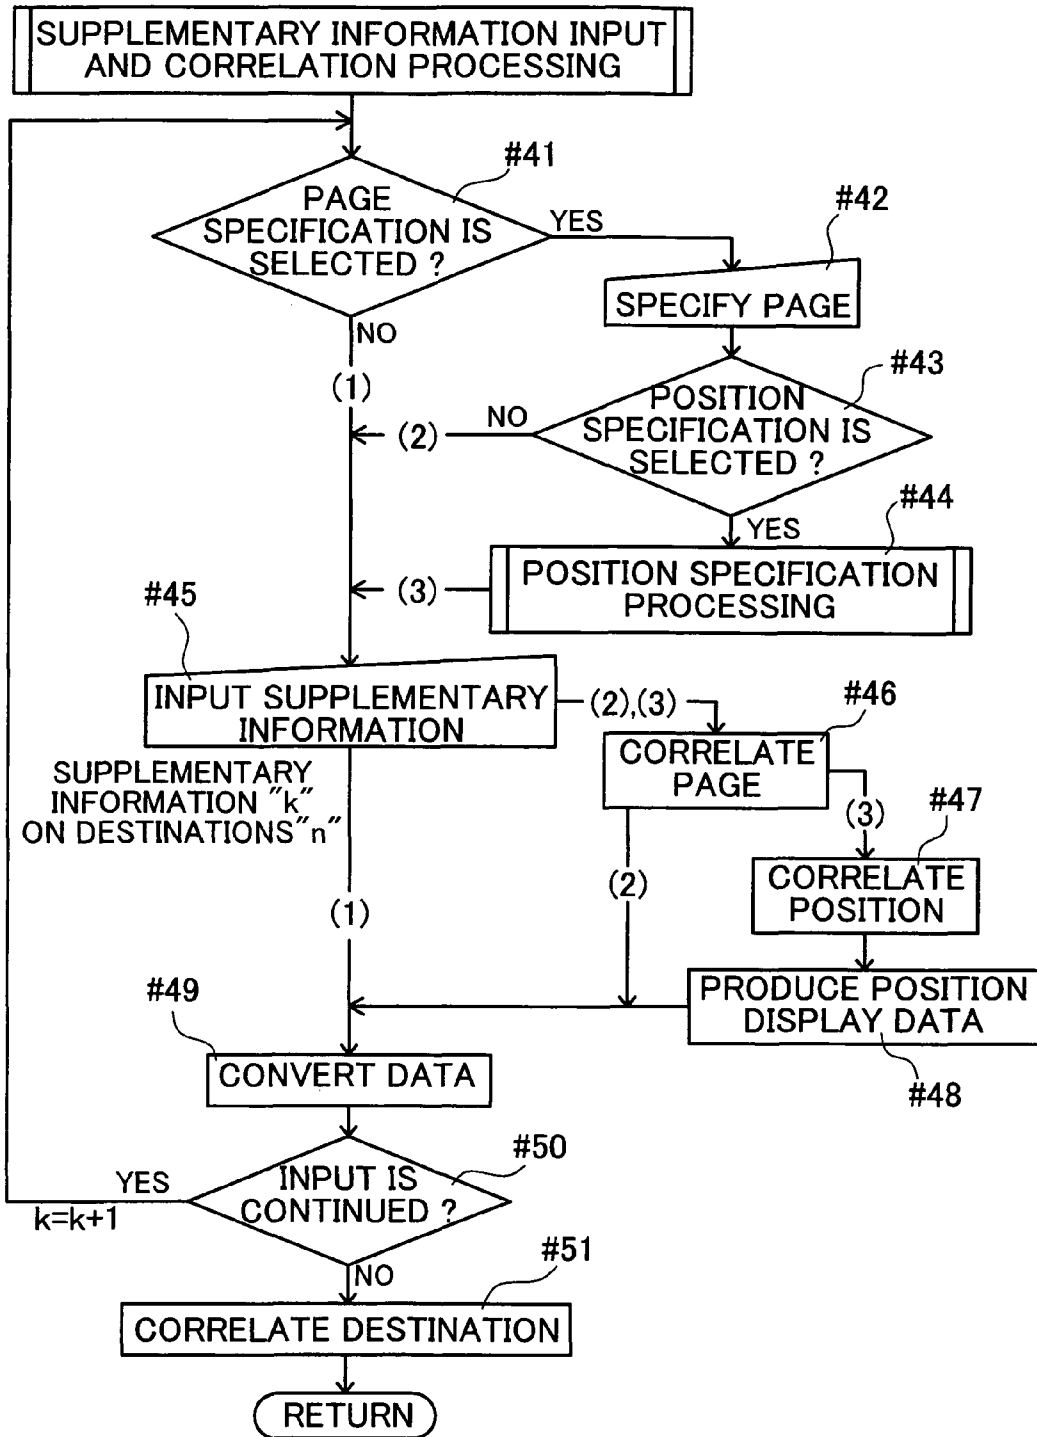 SUPPLEMENTARY INFORMATION INPUT
AND CORRELATION PROCESSING
#41
PAGE
SPECIFICATION IS
SELECTED ?
YES
NO
#42
SPECIFY PAGE
(1)
#43
POSITION
SPECIFICATION IS
SELECTED ?
NO
(2)
YES
#44
POSITION SPECIFICATION
PROCESSING
(3)
#45
INPUT SUPPLEMENTARY
INFORMATION
(2),(3)
#46
CORRELATE
PAGE
SUPPLEMENTARY
INFORMATION "k"
ON DESTINATIONS"n"
(3)
#47
CORRELATE
POSITION
(2)
(1)
PRODUCE POSITION
DISPLAY DATA
#48
#49
CONVERT DATA
#50
INPUT IS
CONTINUED ?
YES
k=k+1
NO
#51
CORRELATE DESTINATION
RETURN